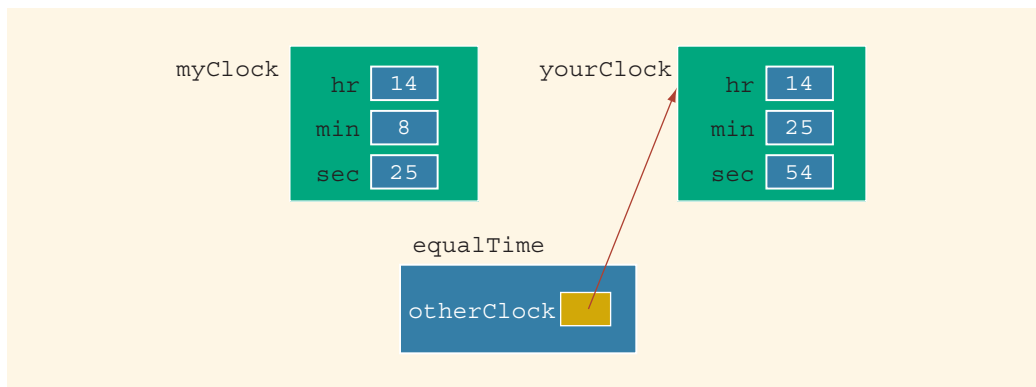 myClock
hr 14
min 8
sec 25
yourClock
hr 14
min 25
sec 54
equalTime
otherClock